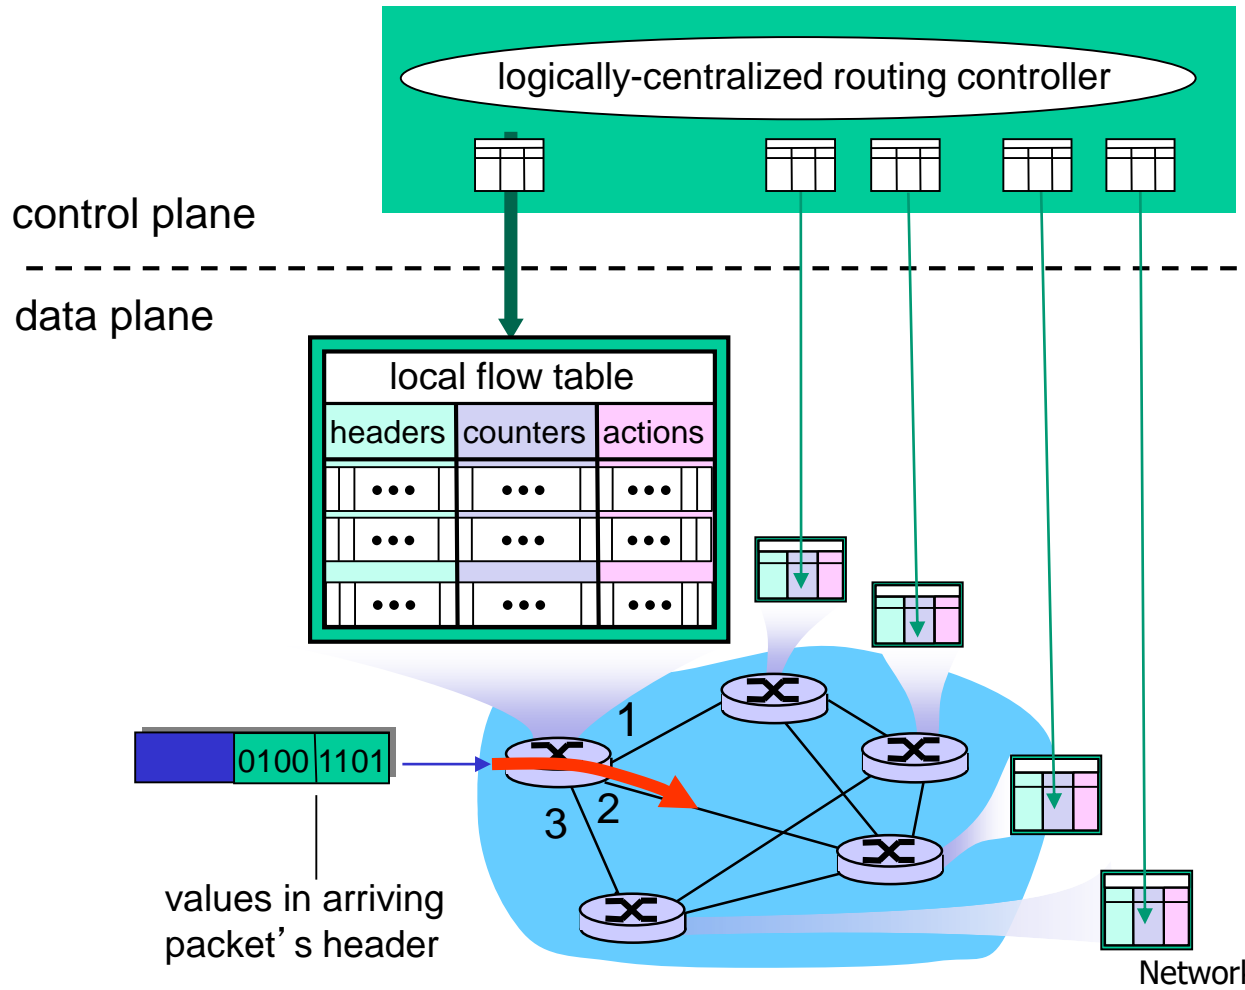 logically-centralized routing controller
control plane
data plane
local flow table
headers counters actions
1
0100 1101
3 2
values in arriving
packet’s header
Network